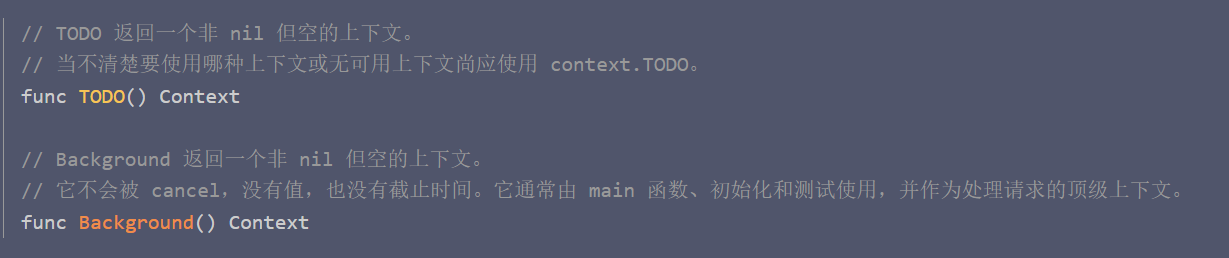 // TODO 返回一个非 nil 但空的上下文。
// 当不清楚要使用哪种上下文或无可用上下文尚应使用 context.TODO。
func TODO() Context
// Background 返回一个非 nil 但空的上下文。
// 它不会被 cancel，没有值，也没有截止时间。它通常由 main 函数、初始化和测试使用，并作为处理请求的顶级上下文。
func Background() Context